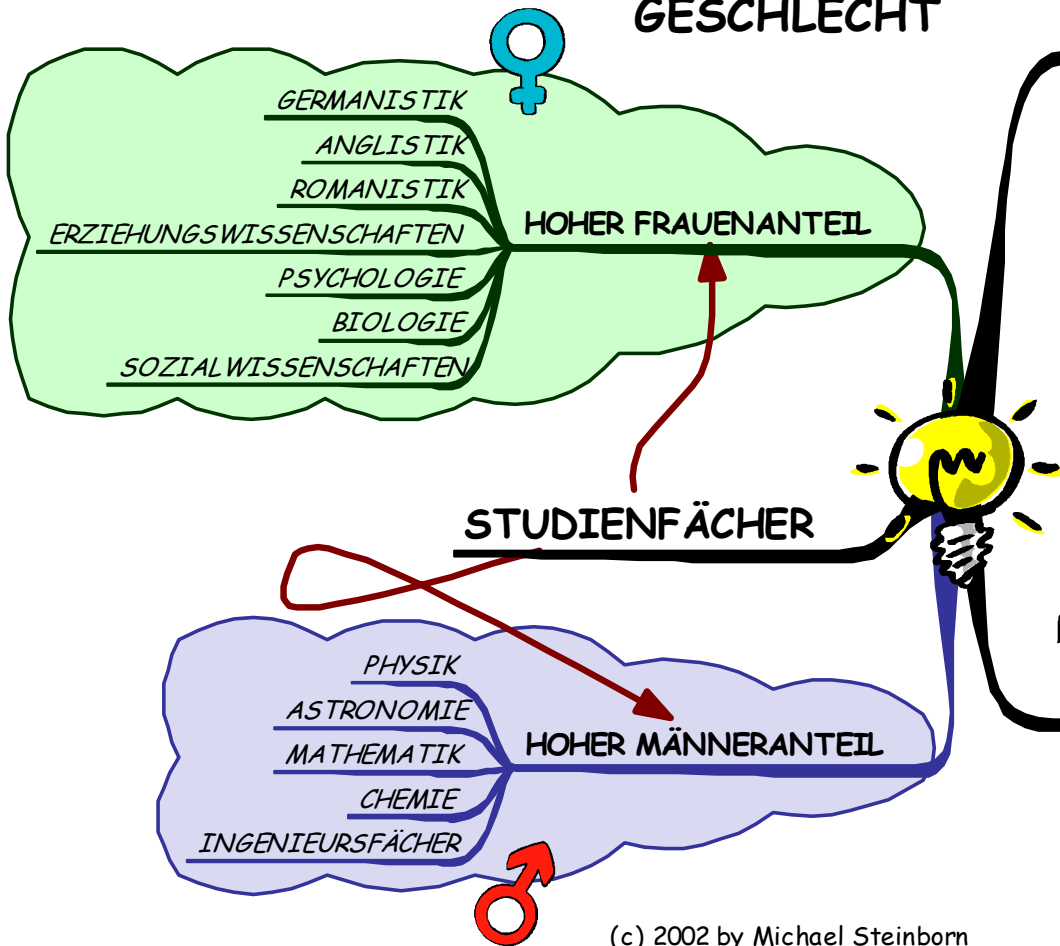 GESCHLECHT
GERMANISTIK
ANGLISTIK
ROMANISTIK
ERZIEHUNGSWISSENSCHAFTEN
PSYCHOLOGIE
BIOLOGIE
SOZIALWISSENSCHAFTEN
HOHER FRAUENANTEIL
STUDIENFÄCHER
PHYSIK
ASTRONOMIE
MATHEMATIK
CHEMIE
INGENIEURSFÄCHER
HOHER MÄNNERANTEIL
(c) 2002 by Michael Steinborn